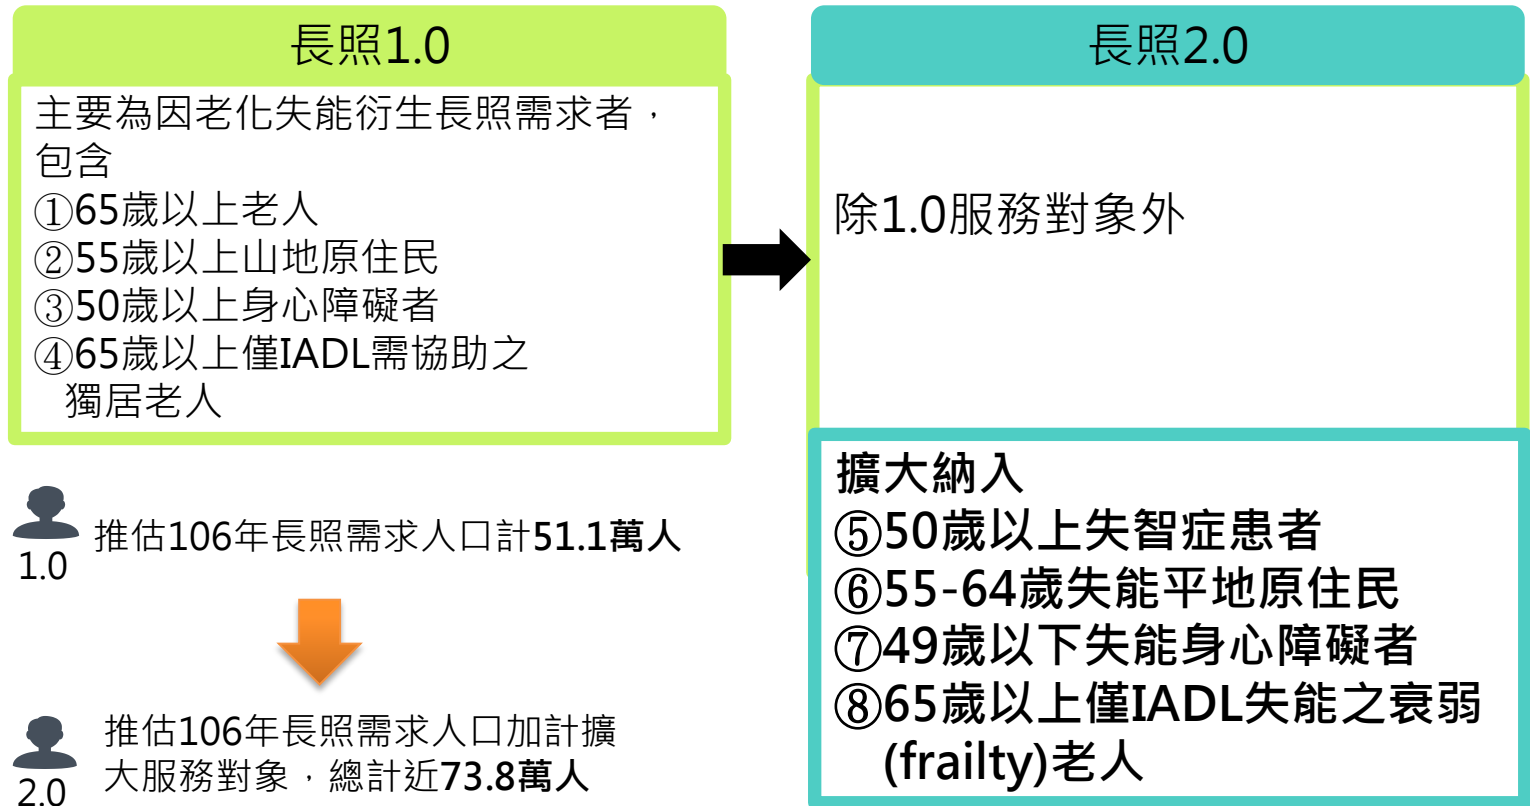 長照1.0
主要為因老化失能衍生長照需求者，
包含
①65歲以上老人
②55歲以上山地原住民
③50歲以上身心障礙者
④65歲以上僅IADL需協助之
獨居老人
長照2.0
除1.0服務對象外
擴大納入
⑤50歲以上失智症患者
⑥55-64歲失能平地原住民
⑦49歲以下失能身心障礙者
⑧65歲以上僅IADL失能之衰弱
(frailty)老人
1.0
推估106年長照需求人口計51.1萬人
2.0
推估106年長照需求人口加計擴
大服務對象，總計近73.8萬人